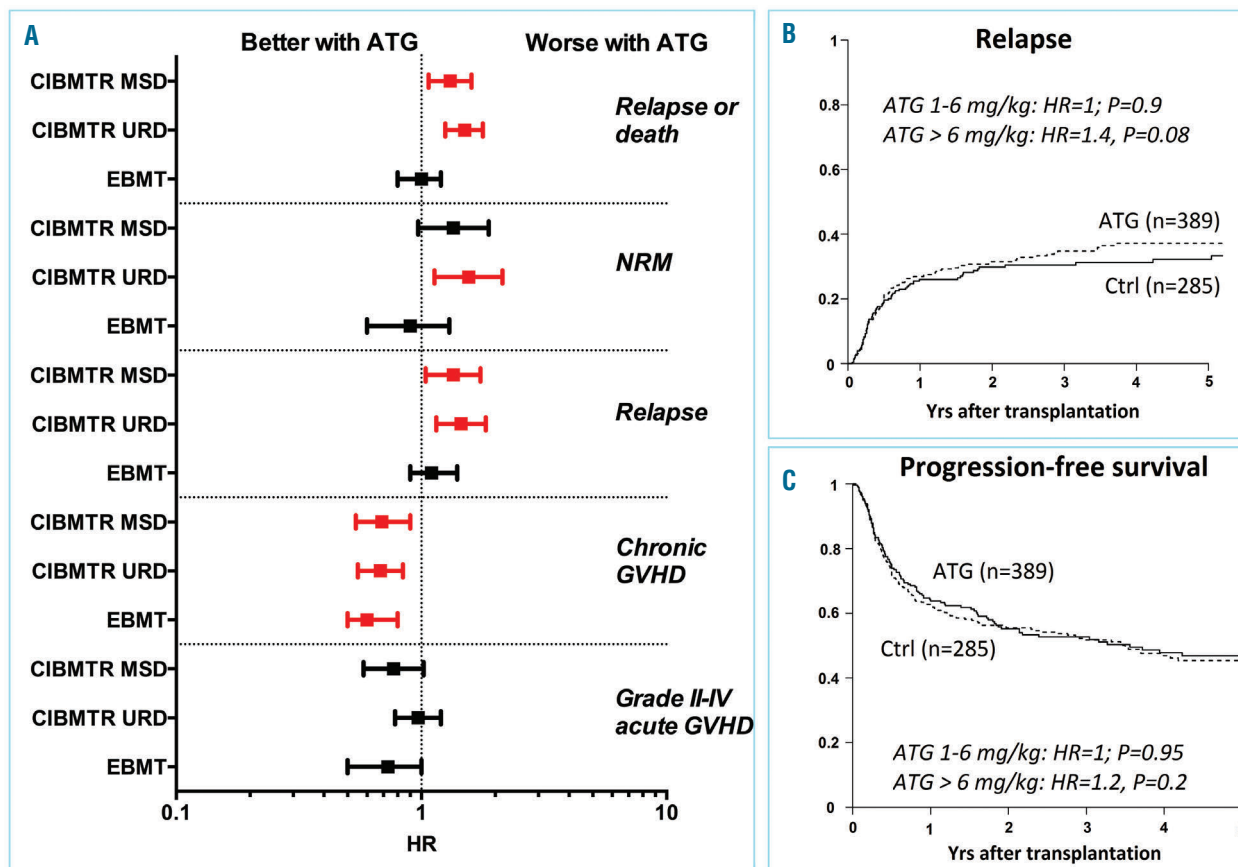 A
Better with ATG
Worse with ATG
CIBMTR MSD
CIBMTR URD
EBMT
Relapse or
death
CIBMTR MSD
CIBMTR URD
EBMT
NRM
CIBMTR MSD
CIBMTR URD
EBMT
Relapse
CIBMTR MSD
CIBMTR URD
EBMT
Chronic
GVHD
CIBMTR MSD
CIBMTR URD
EBMT
Grade II-IV
acute GVHD
0.1
1
10
HR
B
Relapse
1
0.8
0.6
0.4
0.2
0
ATG 1-6 mg/kg: HR=1; P=0.9
ATG > 6 mg/kg: HR=1.4, P=0.08
ATG (n=389)
Ctrl (n=285)
0 1 2 3 4 5
Yrs after transplantation
C
Progression-free survival
1
0.8
0.6
0.4
0.2
0
ATG (n=389)
Ctrl (n=285)
ATG 1-6 mg/kg: HR=1; P=0.95
ATG > 6 mg/kg: HR=1.2, P=0.2
0 1 2 3 4
Yrs after transplantation